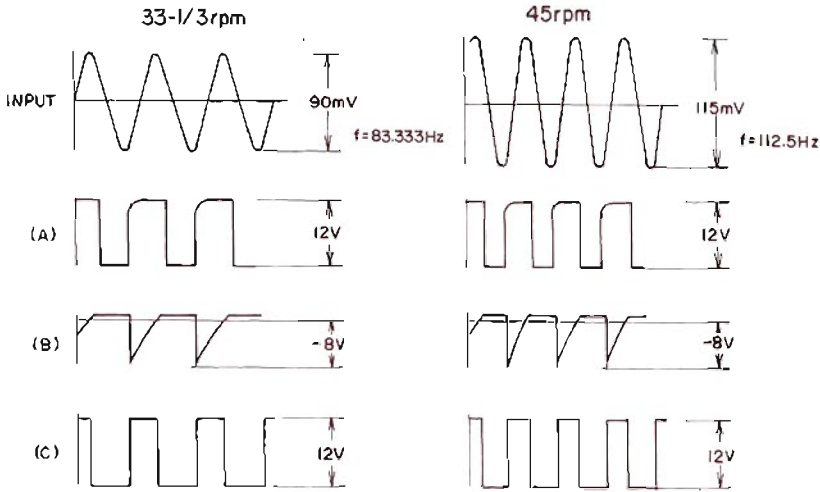 33-1/3rpm
45rpm
INPUT
90mV
f=83.333Hz
115mV
f=112.5Hz
(A)
12V
12V
(B)
-8V
-8V
(C)
12V
12V